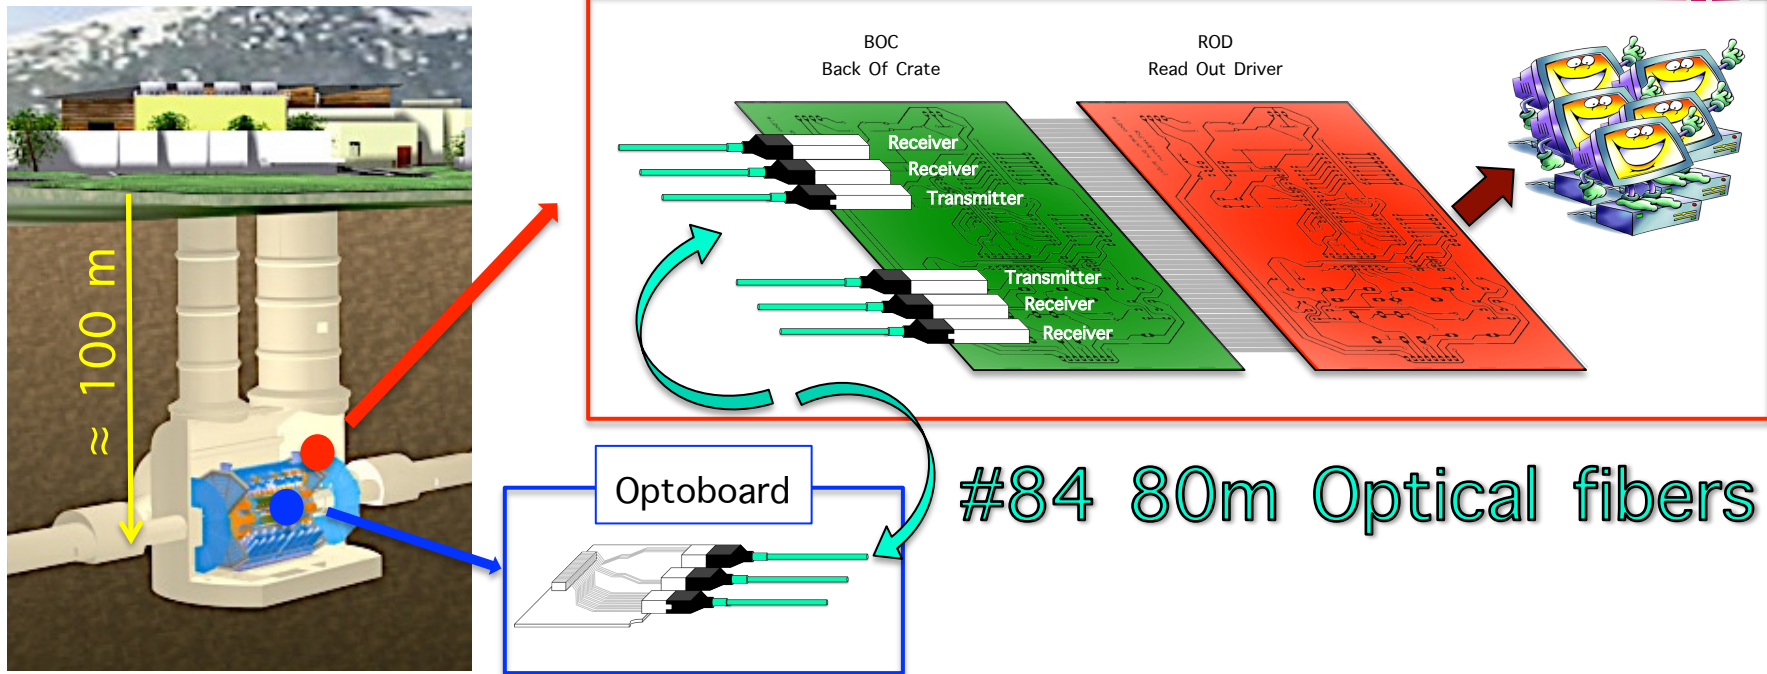 ≈ 100 m
BOC
Back Of Crate
ROD
Read Out Driver
Receiver
Receiver
Transmitter
Transmitter
Receiver
Receiver
Optoboard
#84 80m Optical fibers